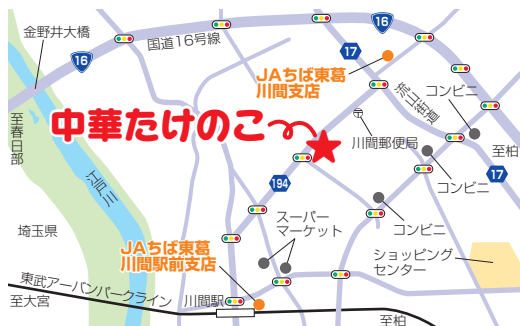 金野井大橋
16
国道16号線
16
17
JAちば東葛
川間支店
コンビニ
流山街道
中華たけのこ
至春日部
川間郵便局
至柏
江戸川
194
コンビニ
17
埼玉県
スーパー
マーケット
コンビニ
JAちば東葛
川間駅前支店
ショッピング
センター
東武アーバンパークライン
至大宮
川間駅
至柏